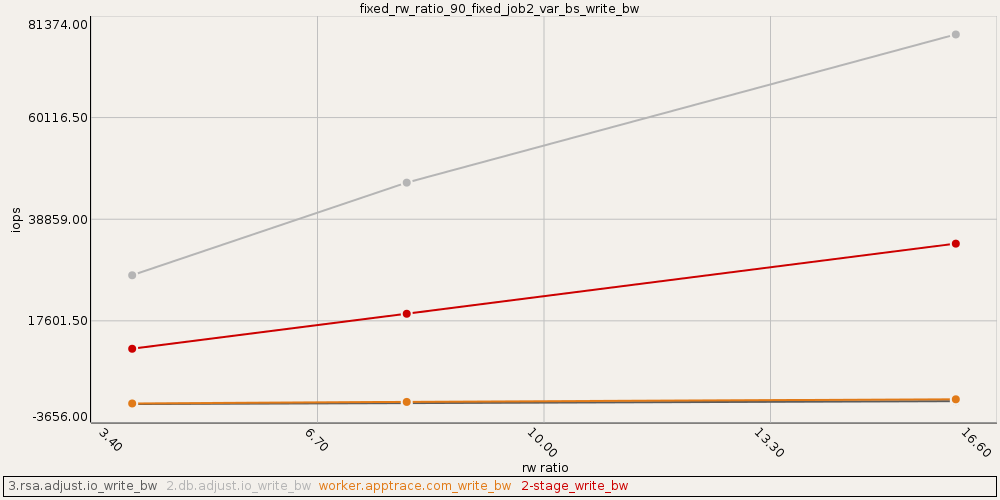 fixed_rw_ratio_90_fixed_job2_var_bs_write_bw
81374.00
60116.50
38859.00
17601.50
-3656.00
iops
3.40 6.70 10.00 13.30 16.60
rw ratio
3.rsa.adjust.io_write_bw 2.db.adjust.io_write_bw worker.apptrace.com_write_bw 2-stage_write_bw